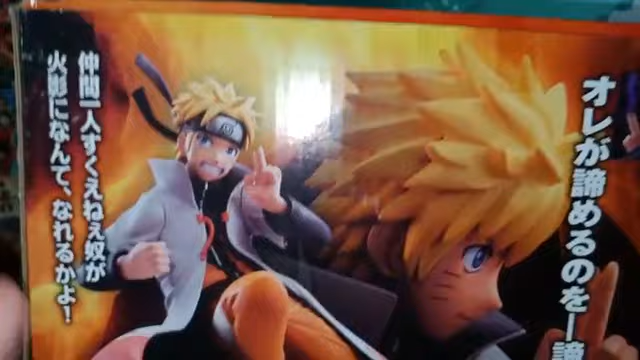 オレが諦めるのを―諦
仲間一人すくえねぇ奴が
火影になんて、なれるかよ!